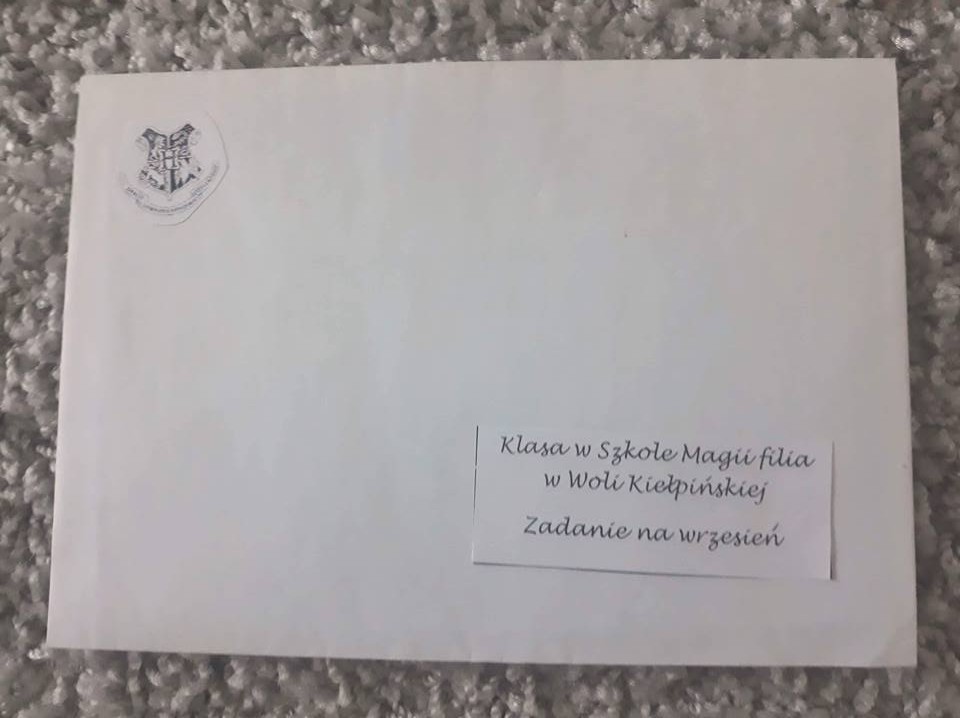 H
Klasa w Szkole Magii filia
w Woli Kiełpińskiej
Zadanie na wrzesień